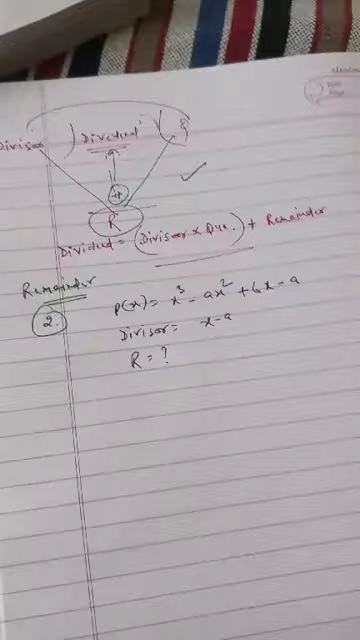 Divisor ) Dividend ( Q
+
R
Dividend = (Divisor x Quo.) + Remainder
Remainder
2. P(x) = x³ - ax² + 6x - a
Divisor = x - a
R = ?